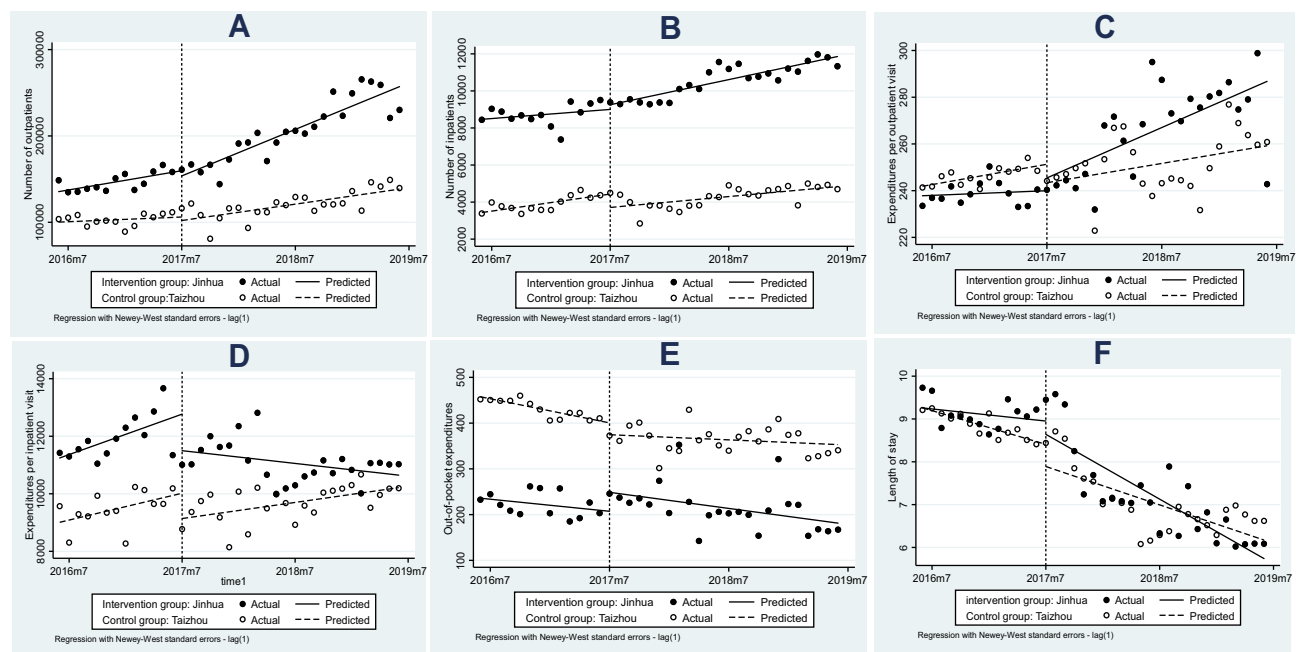 A
Number of outpatients
300000
200000
100000
2016m7 2017m7 2018m7 2019m7
Intervention group: Jinhua Actual Predicted
Control group:Taizhou Actual Predicted
Regression with Newey-West standard errors - lag(1)
B
Number of inpatients
12000
10000
8000
6000
4000
2000
2016m7 2017m7 2018m7 2019m7
Intervention group: Jinhua Actual Predicted
Control group:Taizhou Actual Predicted
Regression with Newey-West standard errors - lag(1)
C
Expenditures per outpatient visit
300
280
260
240
220
2016m7 2017m7 2018m7 2019m7
Intervention group: Jinhua Actual Predicted
Control group: Taizhou Actual Predicted
Regression with Newey-West standard errors - lag(1)
D
Expenditures per inpatient visit
14000
12000
10000
8000
2016m7 2017m7 2018m7 2019m7
time1
Intervention group: Jinhua Actual Predicted
Control group: Taizhou Actual Predicted
Regression with Newey-West standard errors - lag(1)
E
Out-of-pocket expenditures
500
400
300
200
100
2016m7 2017m7 2018m7 2019m7
Intervention group: Jinhua Actual Predicted
Control group: Taizhou Actual Predicted
Regression with Newey-West standard errors - lag(1)
F
Length of stay
10
9
8
7
6
2016m7 2017m7 2018m7 2019m7
intervention group: Jinhua Actual Predicted
Control group: Taizhou Actual Predicted
Regression with Newey-West standard errors - lag(1)